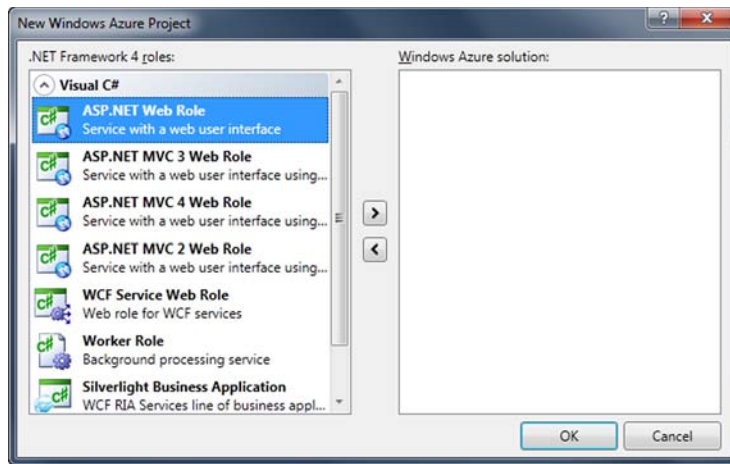 New Windows Azure Project
.NET Framework 4 roles:
Windows Azure solution:
Visual C#
ASP.NET Web Role
Service with a web user interface
ASP.NET MVC 3 Web Role
Service with a web user interface using...
ASP.NET MVC 4 Web Role
Service with a web user interface using...
ASP.NET MVC 2 Web Role
Service with a web user interface using...
WCF Service Web Role
Web role for WCF services
Worker Role
Background processing service
Silverlight Business Application
WCF RIA Services line of business appl...
OK
Cancel